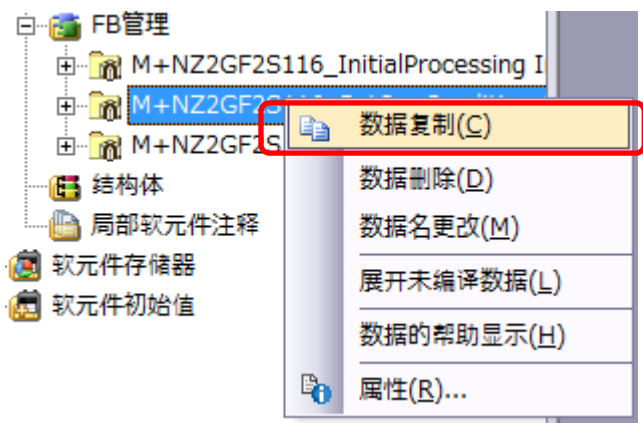 FB管理
M+NZ2GF2S116_InitialProcessing
M+NZ2GF2S
数据复制(C)
M+NZ2GF2S
数据删除(D)
结构体
局部软元件注释
数据名更改(M)
软元件存储器
展开未编译数据(L)
软元件初始值
数据的帮助显示(H)
属性(R)...